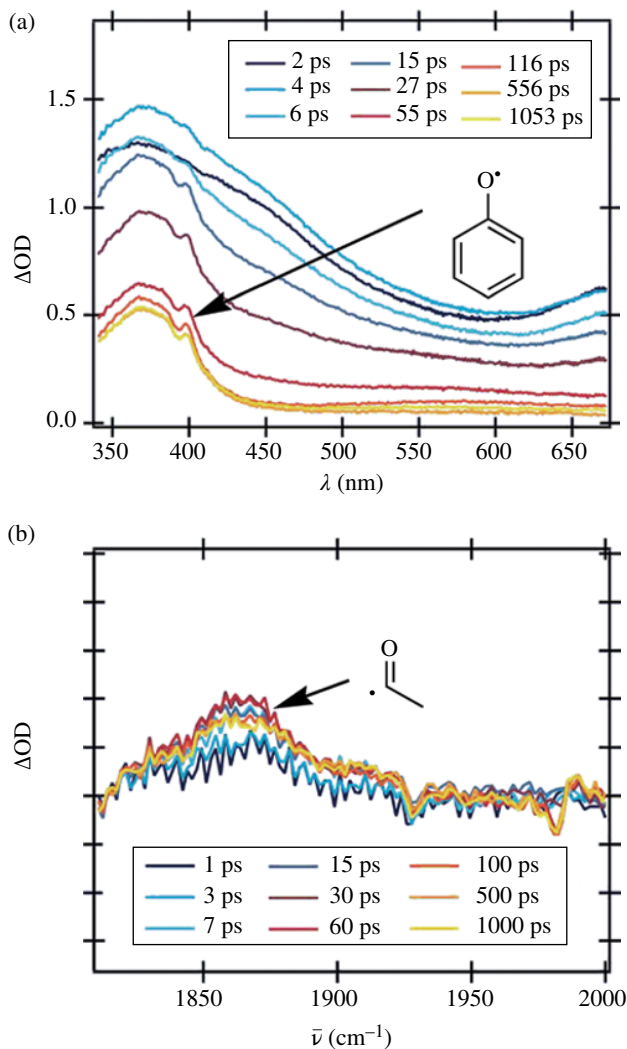 (a)
2 ps 15 ps 116 ps
4 ps 27 ps 556 ps
6 ps 55 ps 1053 ps
1.5
1.0
0.5
0.0
ΔOD
O•
350 400 450 500 550 600 650
λ (nm)
(b)
O
•
ΔOD
1 ps 15 ps 100 ps
3 ps 30 ps 500 ps
7 ps 60 ps 1000 ps
1850 1900 1950 2000
ν̄ (cm⁻¹)